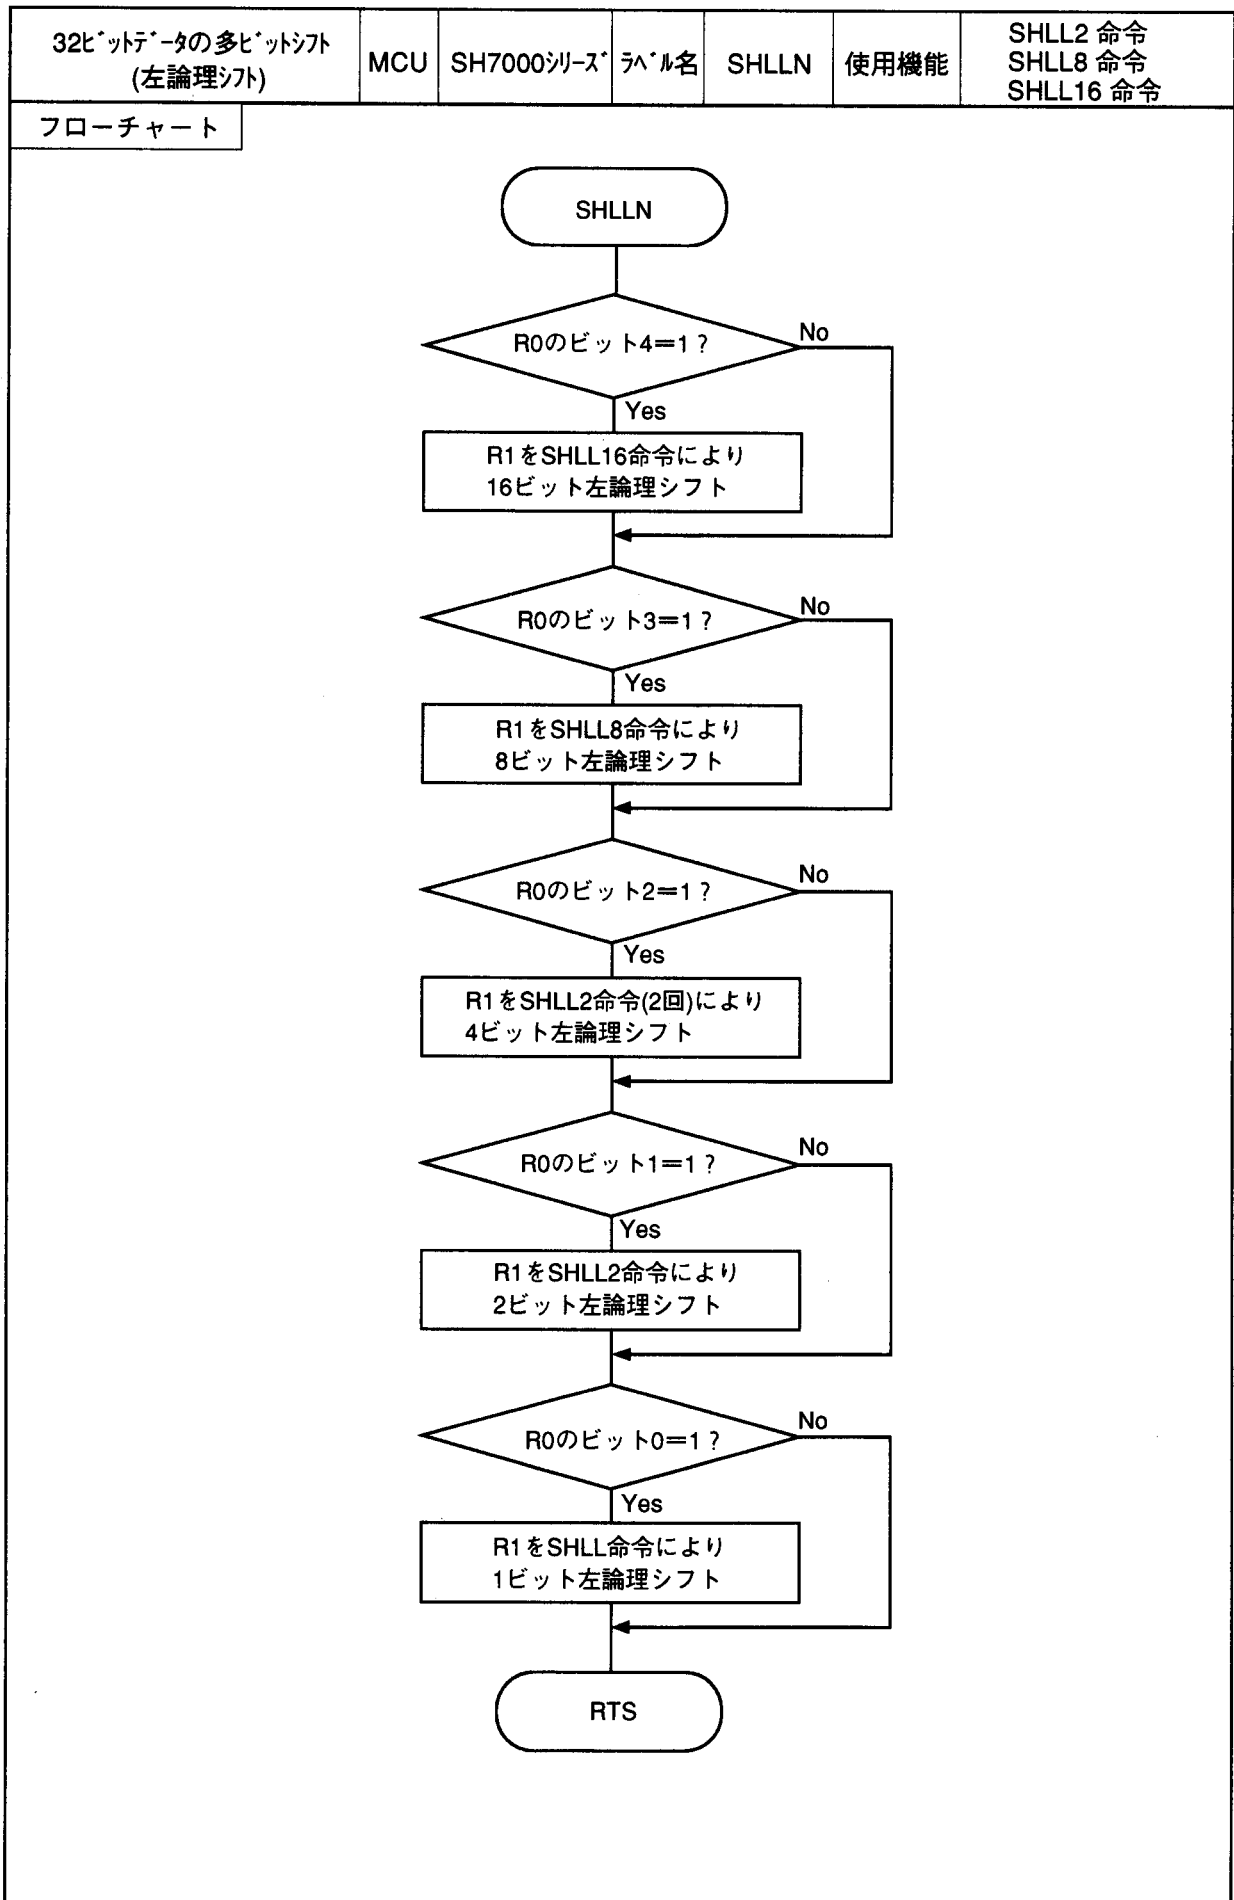 32ビットデータの多ビットシフト
(左論理シフト)
MCU
SH7000シリーズ
ラベル名
SHLLN
使用機能
SHLL2 命令
SHLL8 命令
SHLL16 命令
フローチャート
SHLLN
R0のビット4=1?
No
Yes
R1をSHLL16命令により
16ビット左論理シフト
R0のビット3=1?
No
Yes
R1をSHLL8命令により
8ビット左論理シフト
R0のビット2=1?
No
Yes
R1をSHLL2命令(2回)により
4ビット左論理シフト
R0のビット1=1?
No
Yes
R1をSHLL2命令により
2ビット左論理シフト
R0のビット0=1?
No
Yes
R1をSHLL命令により
1ビット左論理シフト
RTS